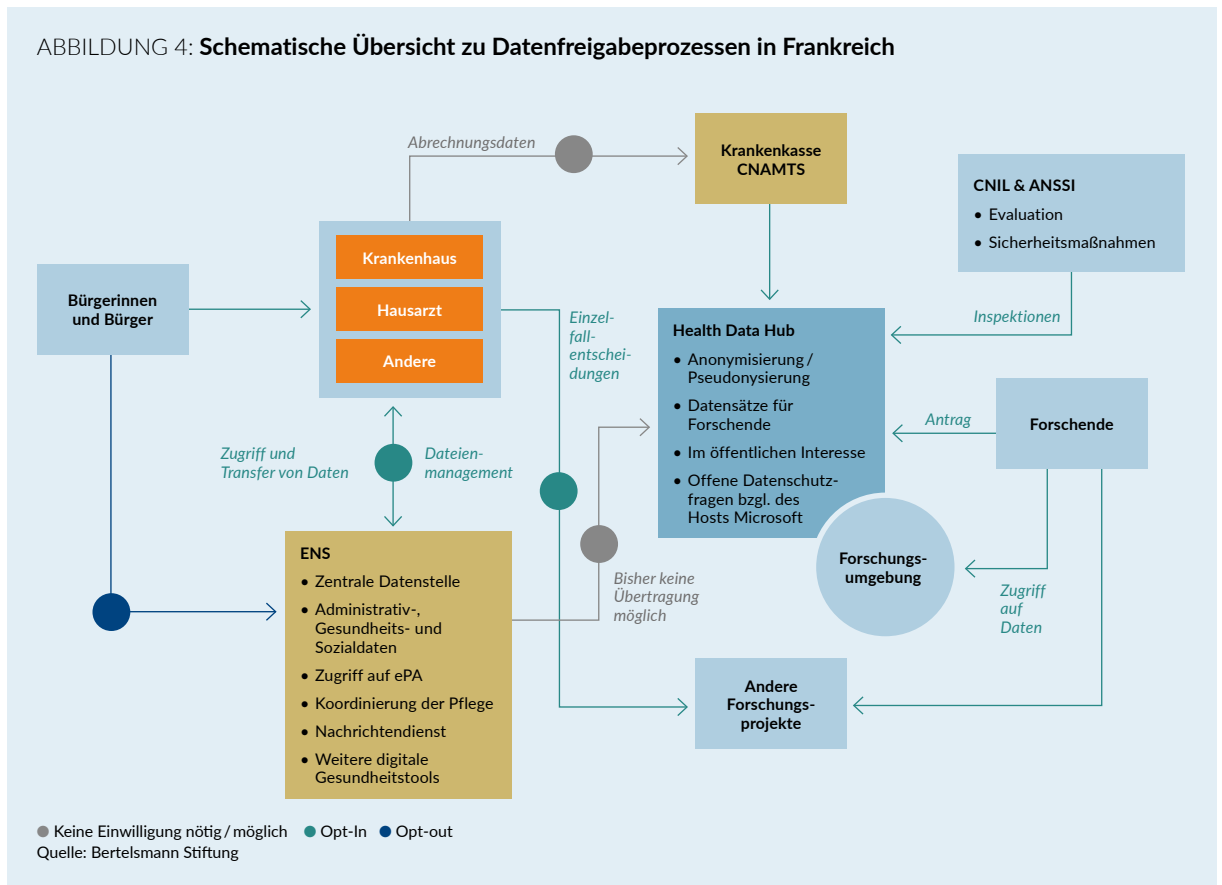 ABBILDUNG 4: Schematische Übersicht zu Datenfreigabeprozessen in Frankreich
Abrechnungsdaten
Krankenkasse
CNAMTS
CNIL & ANSSI
• Evaluation
• Sicherheitsmaßnahmen
Bürgerinnen
und Bürger
Krankenhaus
Hausarzt
Andere
Einzel-
fall-
entschei-
dungen
Inspektionen
Health Data Hub
• Anonymisierung /
Pseudonysierung
• Datensätze für
Forschende
• Im öffentlichen Interesse
• Offene Datenschutz-
fragen bzgl. des
Hosts Microsoft
Antrag
Forschende
Zugriff und
Transfer von Daten
Dateien-
management
ENS
• Zentrale Datenstelle
• Administrativ-,
Gesundheits- und
Sozialdaten
• Zugriff auf ePA
• Koordinierung der Pflege
• Nachrichtendienst
• Weitere digitale
Gesundheitstools
Bisher keine
Übertragung
möglich
Forschungs-
umgebung
Zugriff
auf
Daten
Andere
Forschungs-
projekte
Keine Einwilligung nötig / möglich Opt-In Opt-out
Quelle: Bertelsmann Stiftung